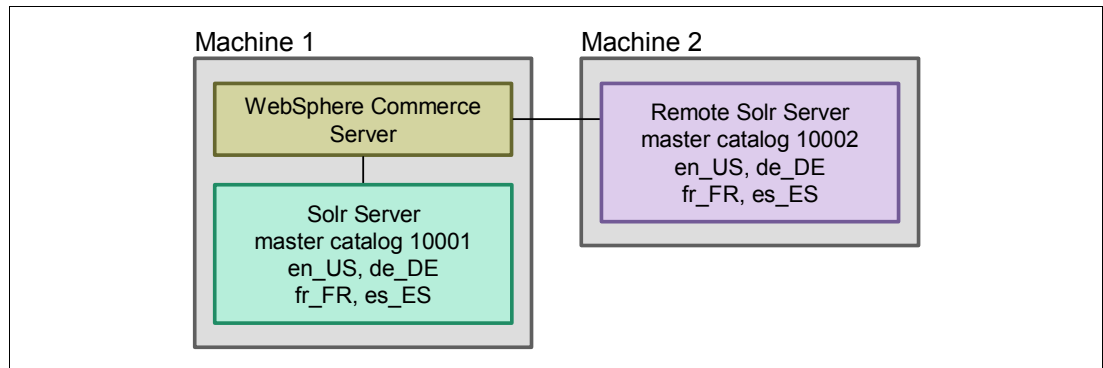 Machine 1
WebSphere Commerce
Server
Solr Server
master catalog 10001
en_US, de_DE
fr_FR, es_ES
Machine 2
Remote Solr Server
master catalog 10002
en_US, de_DE
fr_FR, es_ES